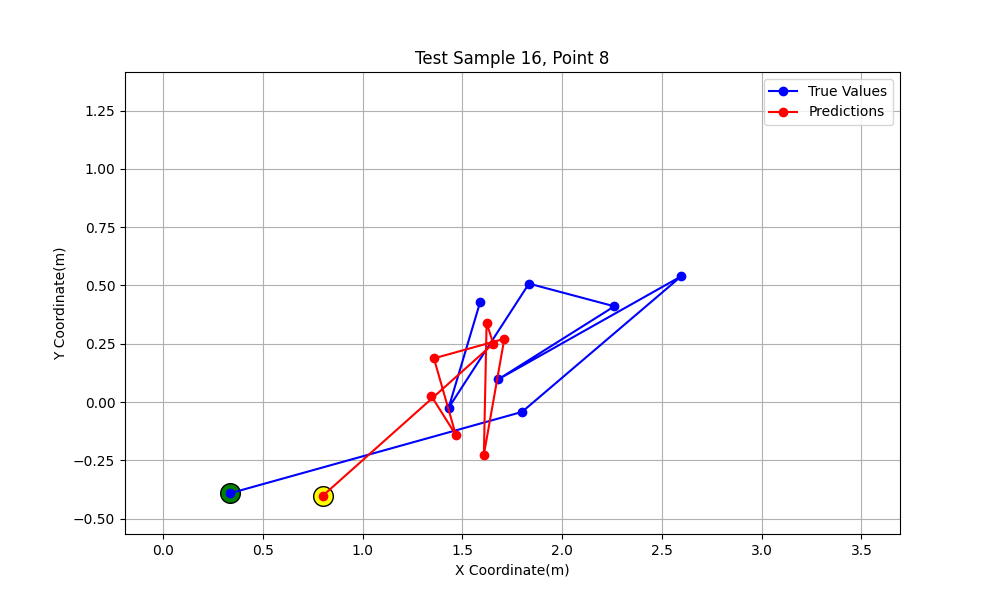 Test Sample 16, Point 8
True Values
Predictions
1.25
1.00
0.75
0.50
0.25
0.00
−0.25
−0.50
Y Coordinate(m)
0.0 0.5 1.0 1.5 2.0 2.5 3.0 3.5
X Coordinate(m)